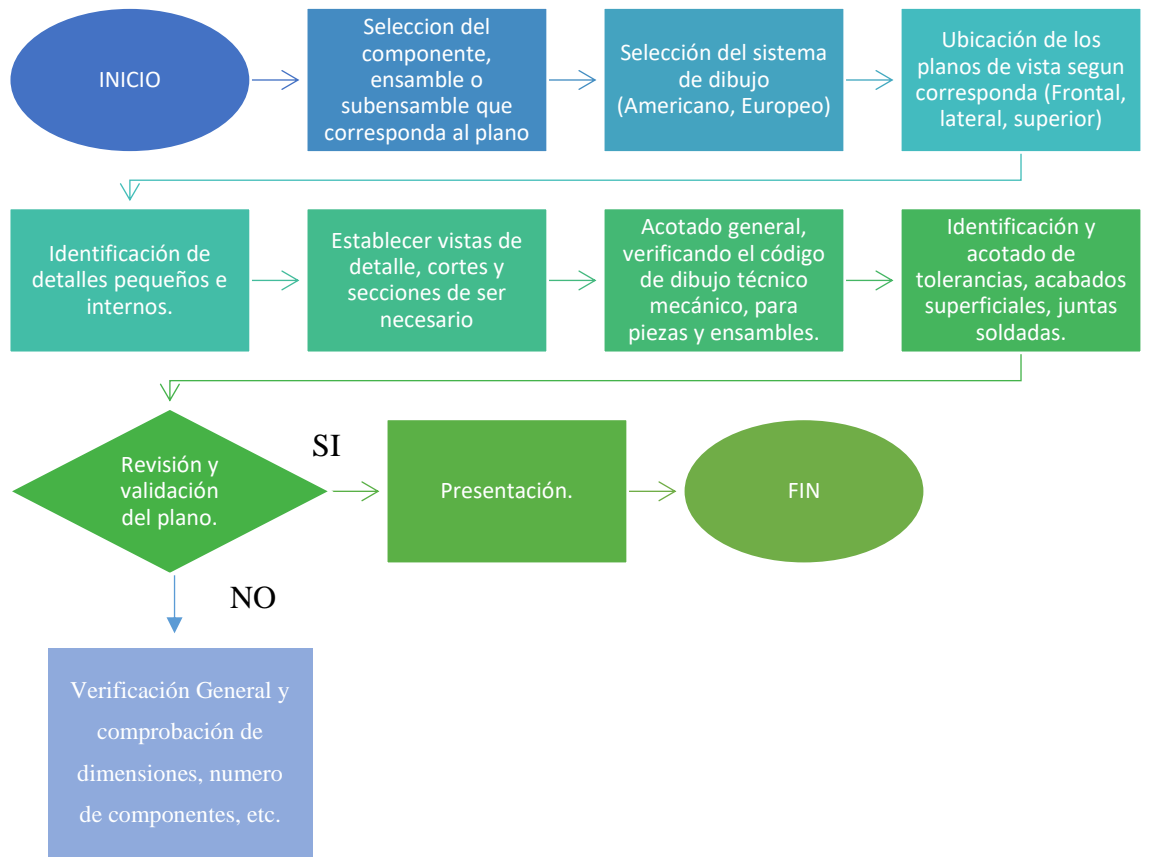 INICIO
Seleccion del
componente,
ensamble o
subensamble que
corresponda al plano
Selección del sistema
de dibujo
(Americano, Europeo)
Ubicación de los
planos de vista segun
corresponda (Frontal,
lateral, superior)
Identificación de
detalles pequeños e
internos.
Establecer vistas de
detalle, cortes y
secciones de ser
necesario
Acotado general,
verificando el código
de dibujo técnico
mecánico, para
piezas y ensambles.
Identificación y
acotado de
tolerancias, acabados
superficiales, juntas
soldadas.
Revisión y
validación
del plano.
SI
Presentación.
FIN
NO
Verificación General y
comprobación de
dimensiones, numero
de componentes, etc.